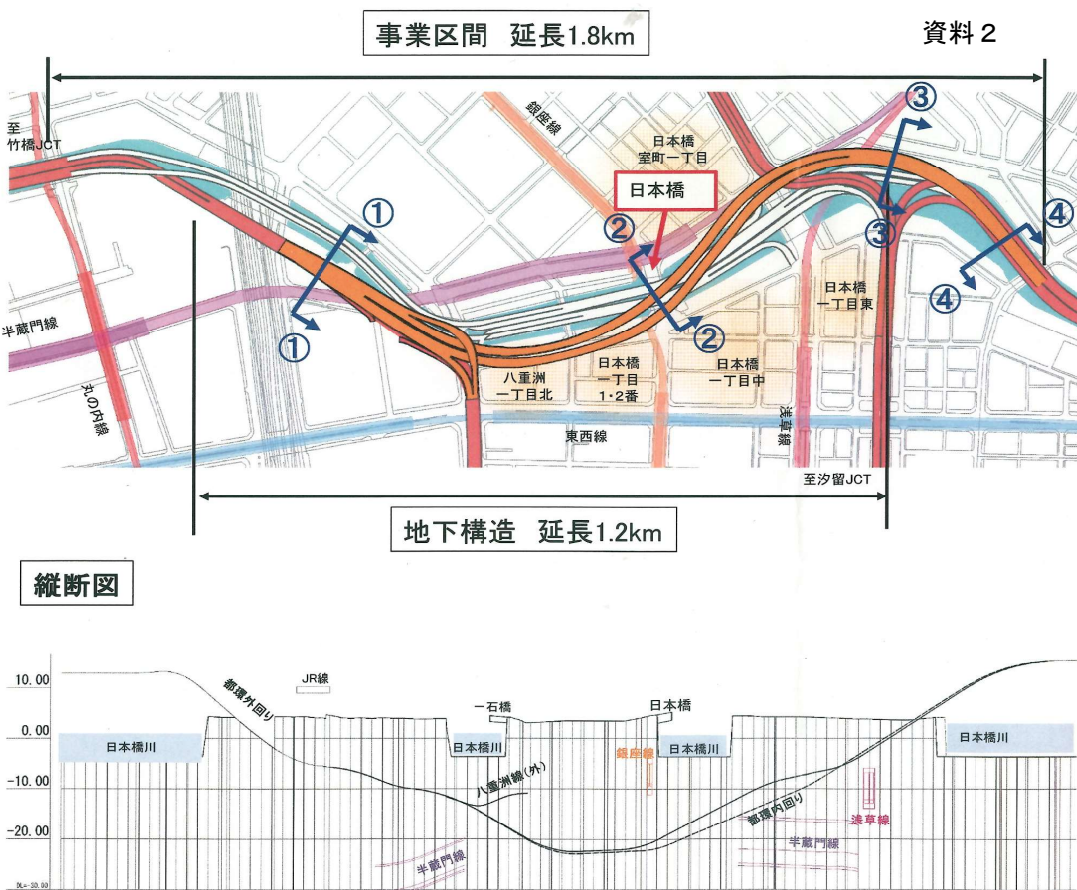 事業区間 延長1.8km
資料2
至
竹橋JCT
銀座線
日本橋
室町一丁目
日本橋
①
①
②
②
③
③
④
④
半蔵門線
丸の内線
八重洲
一丁目北
日本橋
一丁目
1・2番
日本橋
一丁目中
日本橋
一丁目東
浅草線
東西線
至汐留JCT
地下構造 延長1.2km
縦断図
10.00
0.00
-10.00
-20.00
DL=-30.00
都環外回り
JR線
一石橋
日本橋
日本橋川
日本橋川
日本橋川
日本橋川
銀座線
八重洲線(外)
都環内回り
浅草線
半蔵門線
半蔵門線